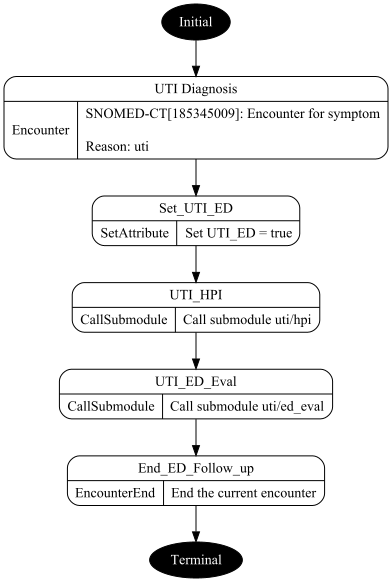 Initial
UTI Diagnosis
Encounter
SNOMED-CT[185345009]: Encounter for symptom
Reason: uti
Set_UTI_ED
SetAttribute
Set UTI_ED = true
UTI_HPI
CallSubmodule
Call submodule uti/hpi
UTI_ED_Eval
CallSubmodule
Call submodule uti/ed_eval
End_ED_Follow_up
EncounterEnd
End the current encounter
Terminal